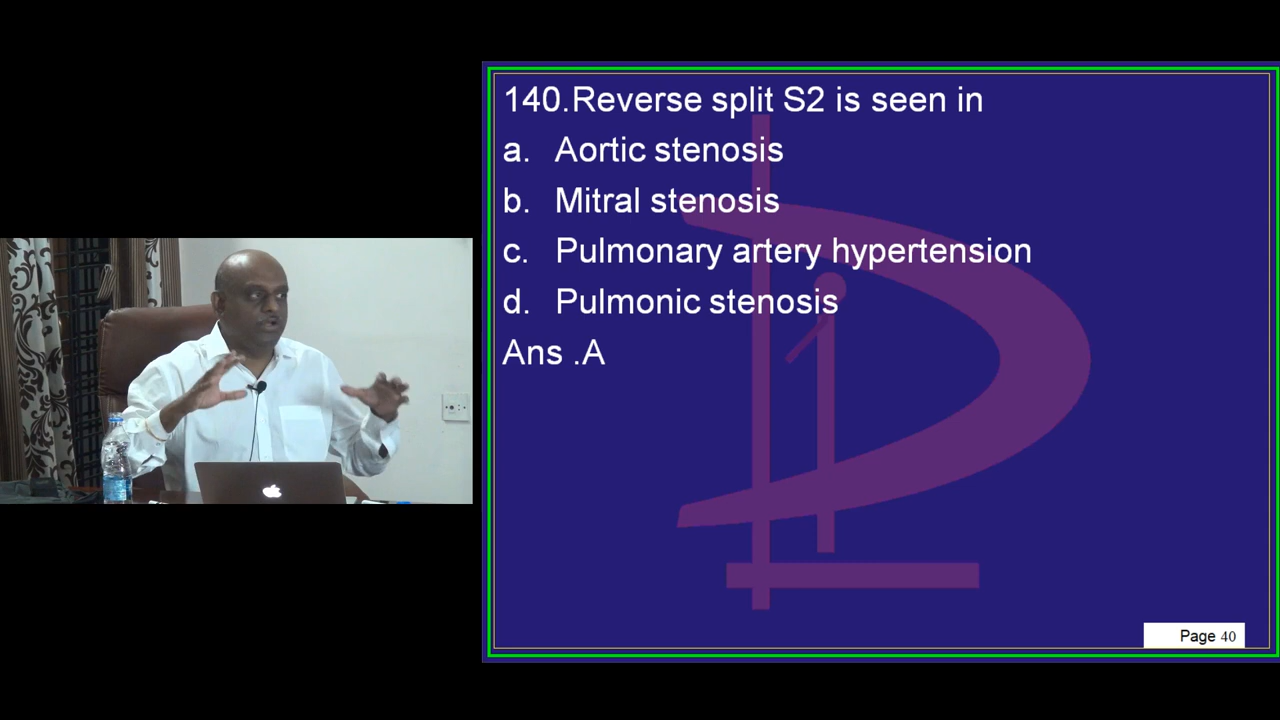 140.Reverse split S2 is seen in
a. Aortic stenosis
b. Mitral stenosis
c. Pulmonary artery hypertension
d. Pulmonic stenosis
Ans .A
Page 40